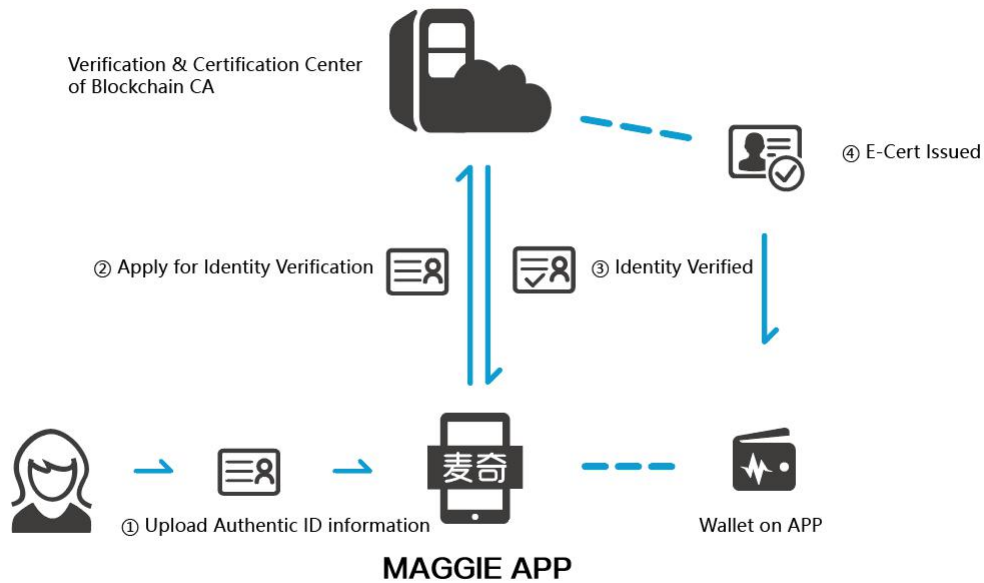 Verification & Certification Center
of Blockchain CA
④ E-Cert Issued
② Apply for Identity Verification
③ Identity Verified
麦奇
① Upload Authentic ID information
Wallet on APP
MAGGIE APP